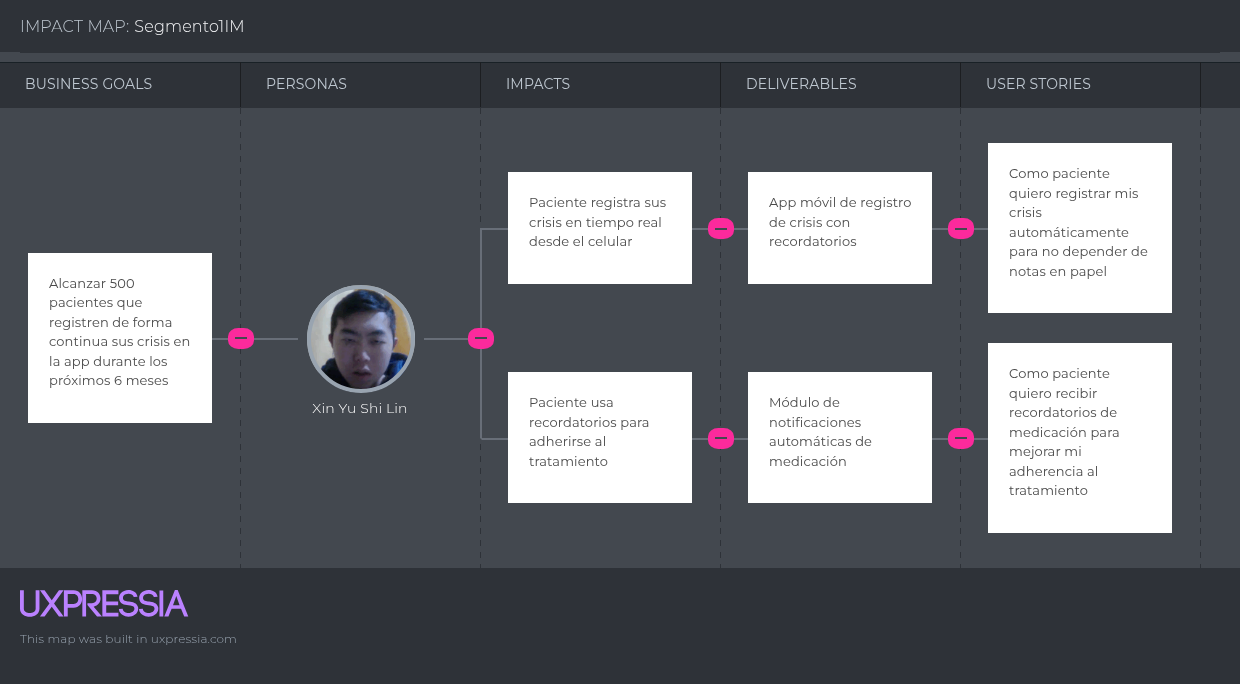 IMPACT MAP: Segmento1IM
BUSINESS GOALS
PERSONAS
IMPACTS
DELIVERABLES
USER STORIES
Alcanzar 500
pacientes que
registren de forma
continua sus crisis en
la app durante los
próximos 6 meses
Xin Yu Shi Lin
Paciente registra sus
crisis en tiempo real
desde el celular
App móvil de registro
de crisis con
recordatorios
Como paciente
quiero registrar mis
crisis
automáticamente
para no depender de
notas en papel
Paciente usa
recordatorios para
adherirse al
tratamiento
Módulo de
notificaciones
automáticas de
medicación
Como paciente
quiero recibir
recordatorios de
medicación para
mejorar mi
adherencia al
tratamiento
UXPRESSIA
This map was built in uxpressia.com